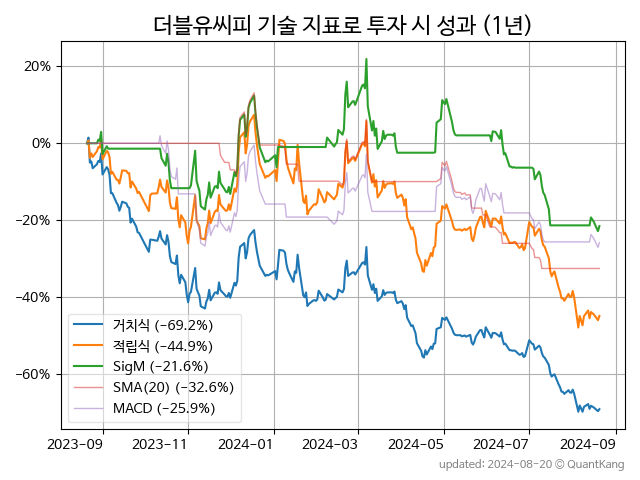 더블유씨피 기술 지표로 투자 시 성과 (1년)
20%
0%
−20%
−40%
−60%
거치식 (−69.2%)
적립식 (−44.9%)
SigM (−21.6%)
SMA(20) (−32.6%)
MACD (−25.9%)
2023-09 2023-11 2024-01 2024-03 2024-05 2024-07 2024-09
updated: 2024-08-20 © QuantKang